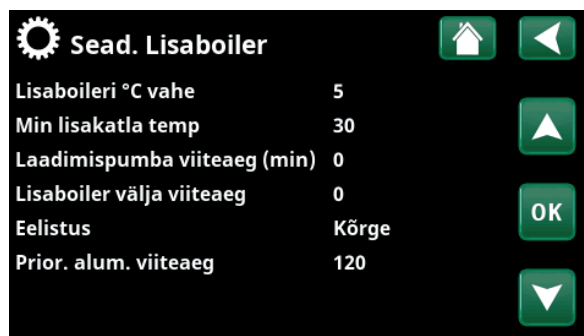 Sead. Lisaboiler
Lisaboileri °C vahe 5
Min lisakatla temp 30
Laadimispumba viiteaeg (min) 0
Lisaboiler välja viiteaeg 0
Eelistus Kõrge
Prior. alum. viiteaeg 120
OK